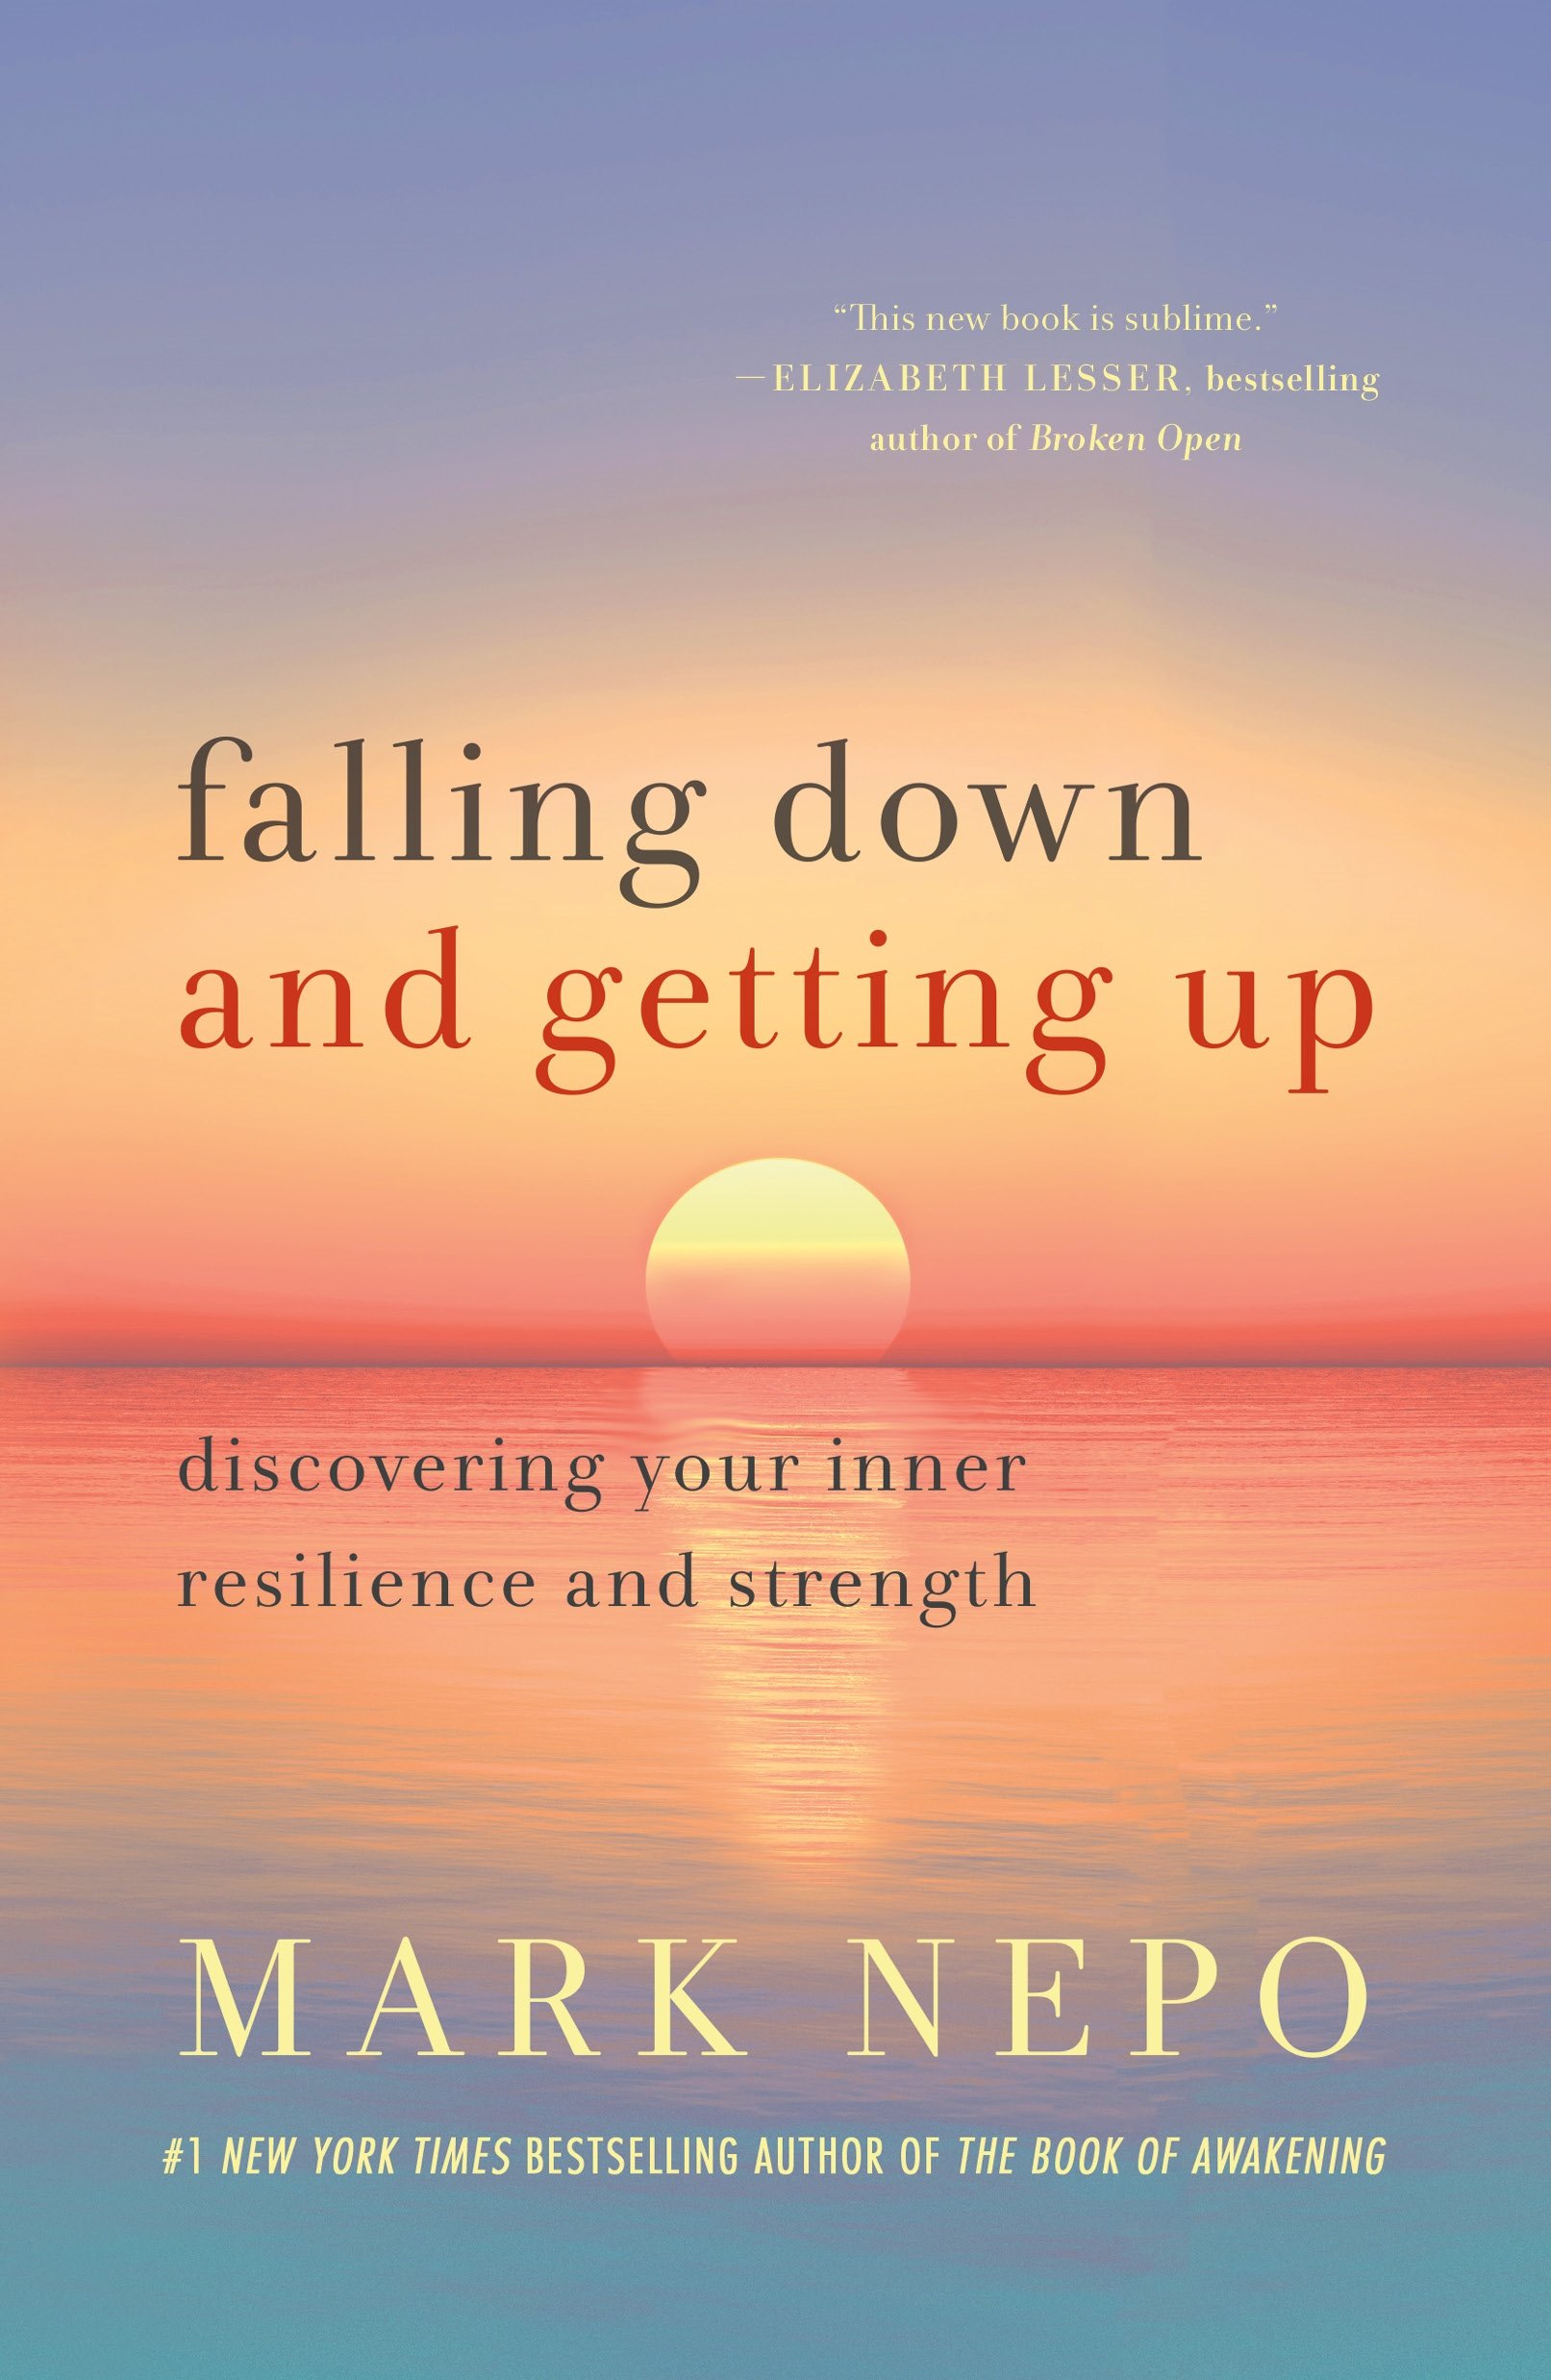 “This new book is sublime.”
—ELIZABETH LESSER, bestselling
author of Broken Open
falling down
and getting up
discovering your inner
resilience and strength
MARK NEPO
#1 NEW YORK TIMES BESTSELLING AUTHOR OF THE BOOK OF AWAKENING